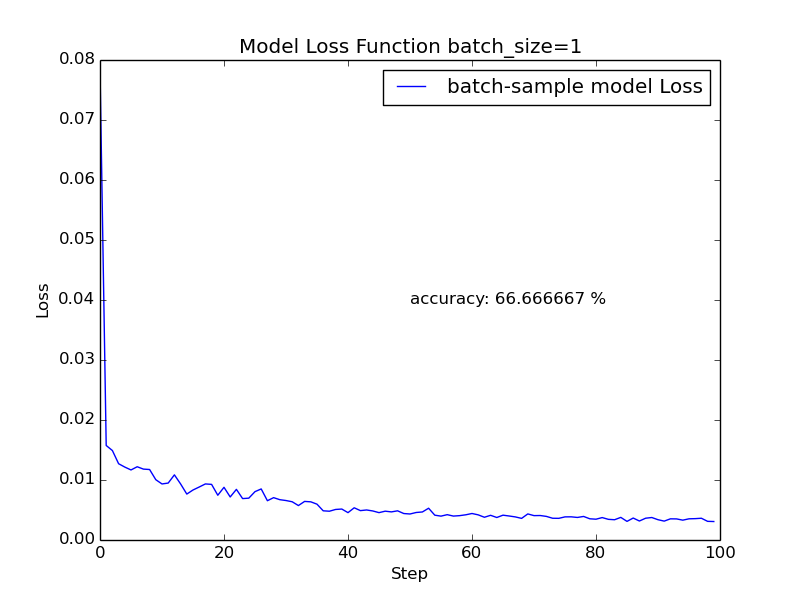 Model Loss Function batch_size=1
batch-sample model Loss
0.08
0.07
0.06
0.05
0.04
0.03
0.02
0.01
0.00
Loss
accuracy: 66.666667 %
0 20 40 60 80 100
Step